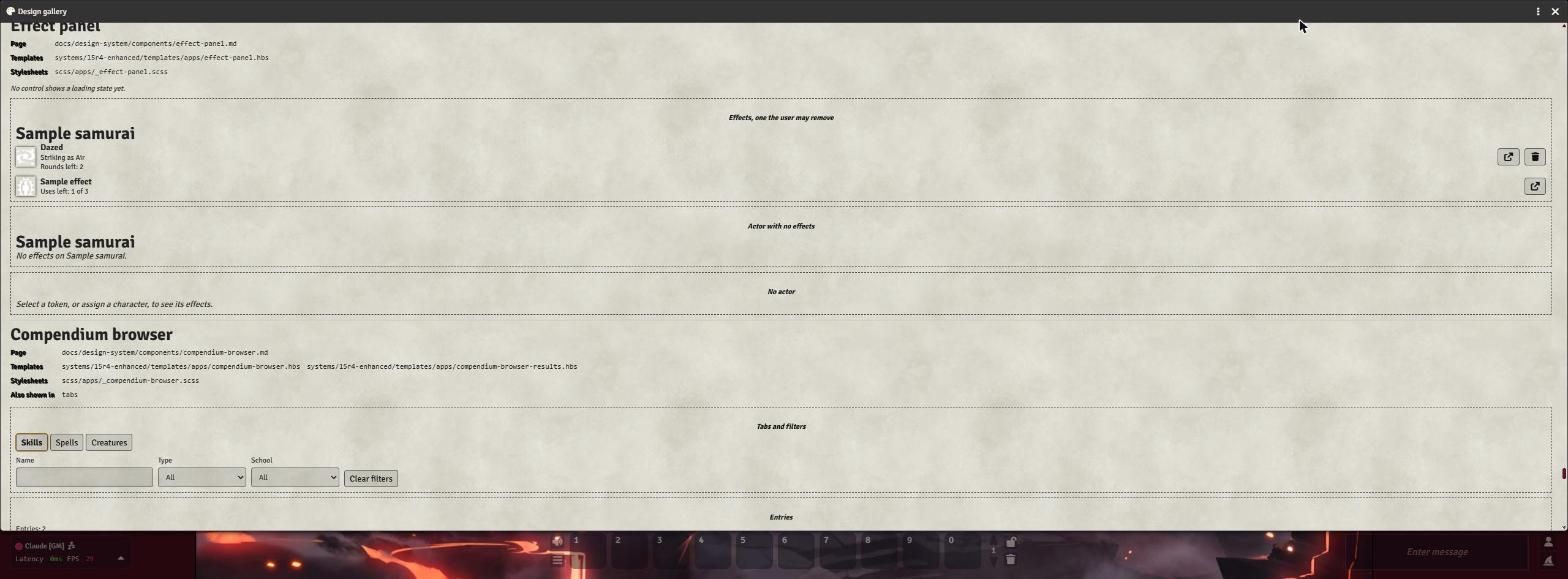 Design gallery
Effect panel
Page docs/design-system/components/effect-panel.md
Templates systems/l5r4-enhanced/templates/apps/effect-panel.hbs
Stylesheets scss/apps/_effect-panel.scss
No control shows a loading state yet.
Effects, one the user may remove
Sample samurai
Dazed
Striking as Air
Rounds left: 2
Sample effect
Uses left: 1 of 3
Actor with no effects
Sample samurai
No effects on Sample samurai.
No actor
Select a token, or assign a character, to see its effects.
Compendium browser
Page docs/design-system/components/compendium-browser.md
Templates systems/l5r4-enhanced/templates/apps/compendium-browser.hbs systems/l5r4-enhanced/templates/apps/compendium-browser-results.hbs
Stylesheets scss/apps/_compendium-browser.scss
Also shown in tabs
Tabs and filters
Skills Spells Creatures
Name Type School
All All Clear filters
Entries
Entries: 2
Claude [GM] 1 2 3 4 5 6 7 8 9 0
Latency 0ms FPS 29 1 Enter message